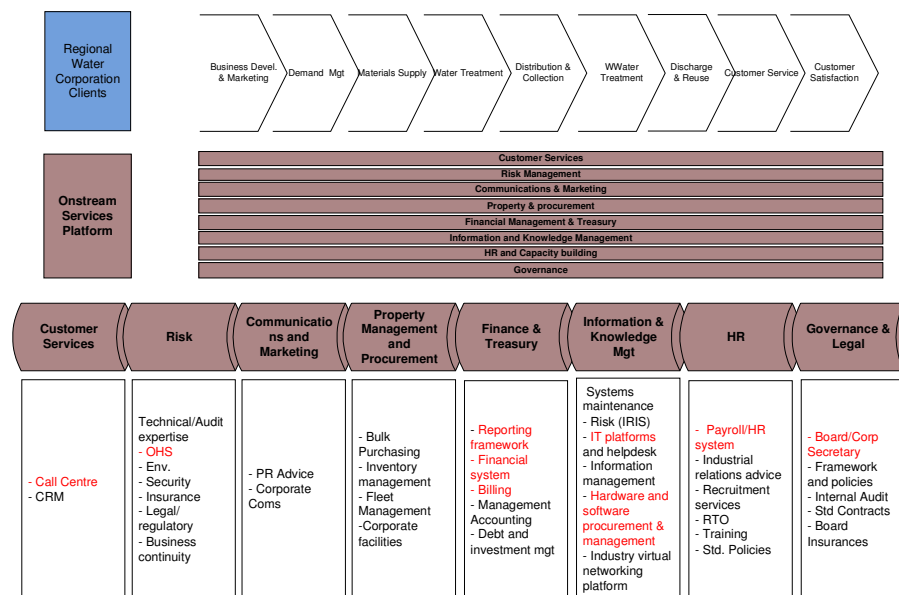 Regional
Water
Corporation
Clients
Business Devel.
& Marketing
Demand Mgt
Materials Supply
Water Treatment
Distribution &
Collection
WWater
Treatment
Discharge
& Reuse
Customer Service
Customer
Satisfaction
Onstream
Services
Platform
Customer Services
Risk Management
Communications & Marketing
Property & procurement
Financial Management & Treasury
Information and Knowledge Management
HR and Capacity building
Governance
Customer
Services
Risk
Communicatio
ns and
Marketing
Property
Management
and
Procurement
Finance &
Treasury
Information &
Knowledge
Mgt
HR
Governance &
Legal
- Call Centre
- CRM
Technical/Audit
expertise
- OHS
- Env.
- Security
- Insurance
- Legal/
regulatory
- Business
continuity
- PR Advice
- Corporate
Coms
- Bulk
Purchasing
- Inventory
management
- Fleet
Management
-Corporate
facilities
- Reporting
framework
- Financial
system
- Billing
- Management
Accounting
- Debt and
investment mgt
Systems
maintenance
- Risk (IRIS)
- IT platforms
and helpdesk
- Information
management
- Hardware and
software
procurement &
management
- Industry virtual
networking
platform
- Payroll/HR
system
- Industrial
relations advice
- Recruitment
services
- RTO
- Training
- Std. Policies
- Board/Corp
Secretary
- Framework
and policies
- Internal Audit
- Std Contracts
- Board
Insurances